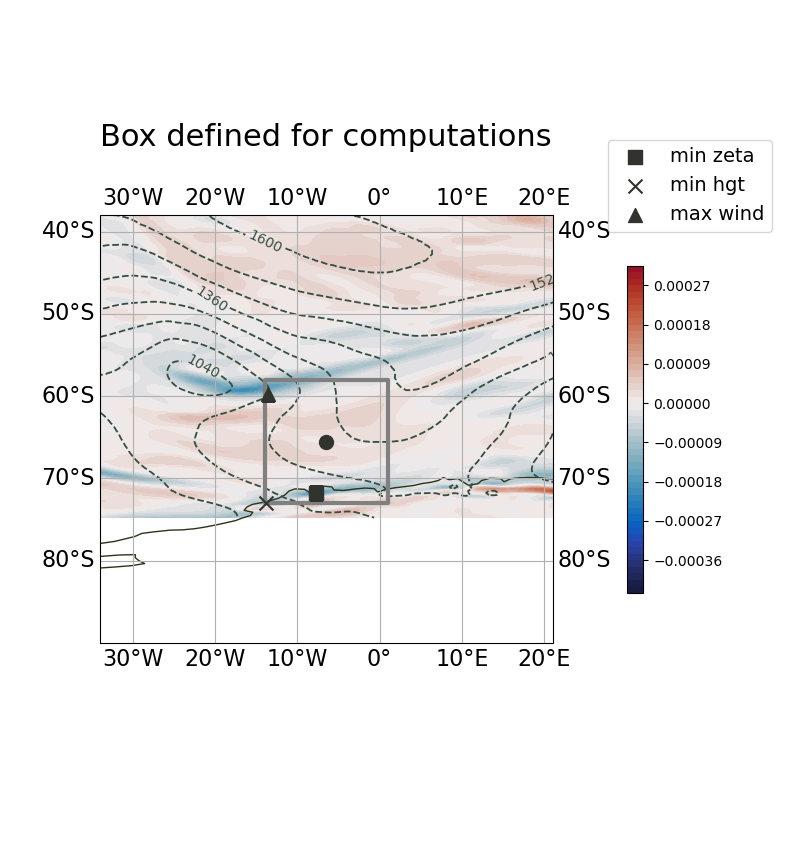 Box defined for computations
min zeta
min hgt
max wind
30°W 20°W 10°W 0° 10°E 20°E
40°S 40°S
50°S 50°S
60°S 60°S
70°S 70°S
80°S 80°S
1600
152
1360
1040
30°W 20°W 10°W 0° 10°E 20°E
0.00027
0.00018
0.00009
0.00000
−0.00009
−0.00018
−0.00027
−0.00036